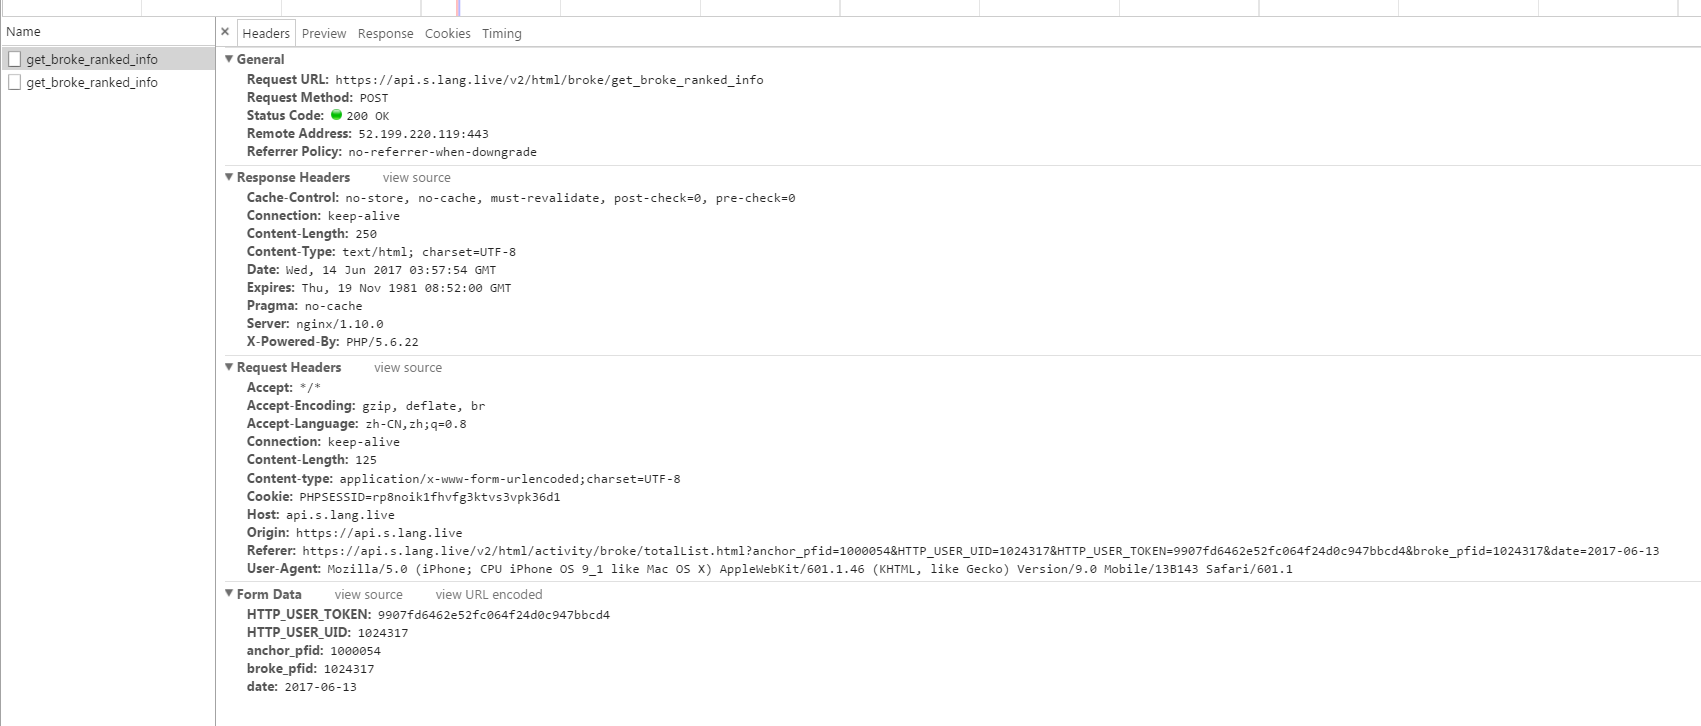 Name
get_broke_ranked_info
get_broke_ranked_info
× Headers Preview Response Cookies Timing
▼ General
Request URL: https://api.s.lang.live/v2/html/broke/get_broke_ranked_info
Request Method: POST
Status Code: 200 OK
Remote Address: 52.199.220.119:443
Referrer Policy: no-referrer-when-downgrade
▼ Response Headers view source
Cache-Control: no-store, no-cache, must-revalidate, post-check=0, pre-check=0
Connection: keep-alive
Content-Length: 250
Content-Type: text/html; charset=UTF-8
Date: Wed, 14 Jun 2017 03:57:54 GMT
Expires: Thu, 19 Nov 1981 08:52:00 GMT
Pragma: no-cache
Server: nginx/1.10.0
X-Powered-By: PHP/5.6.22
▼ Request Headers view source
Accept: */*
Accept-Encoding: gzip, deflate, br
Accept-Language: zh-CN,zh;q=0.8
Connection: keep-alive
Content-Length: 125
Content-type: application/x-www-form-urlencoded;charset=UTF-8
Cookie: PHPSESSID=rp8noik1fhvfg3ktvs3vpk36d1
Host: api.s.lang.live
Origin: https://api.s.lang.live
Referer: https://api.s.lang.live/v2/html/activity/broke/totalList.html?anchor_pfid=1000054&HTTP_USER_UID=1024317&HTTP_USER_TOKEN=9907fd6462e52fc064f24d0c947bbcd4&broke_pfid=1024317&date=2017-06-13
User-Agent: Mozilla/5.0 (iPhone; CPU iPhone OS 9_1 like Mac OS X) AppleWebKit/601.1.46 (KHTML, like Gecko) Version/9.0 Mobile/13B143 Safari/601.1
▼ Form Data view source view URL encoded
HTTP_USER_TOKEN: 9907fd6462e52fc064f24d0c947bbcd4
HTTP_USER_UID: 1024317
anchor_pfid: 1000054
broke_pfid: 1024317
date: 2017-06-13